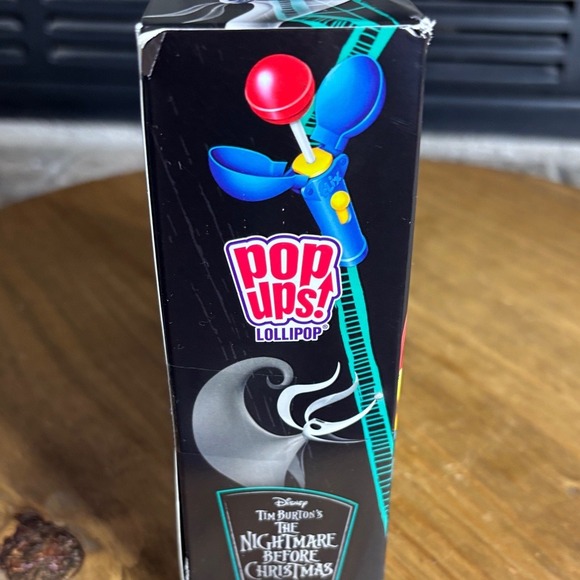 pop
ups!
LOLLIPOP®
Disney
TIM BURTON'S
THE
NIGHTMARE
BEFORE
CHRISTMAS